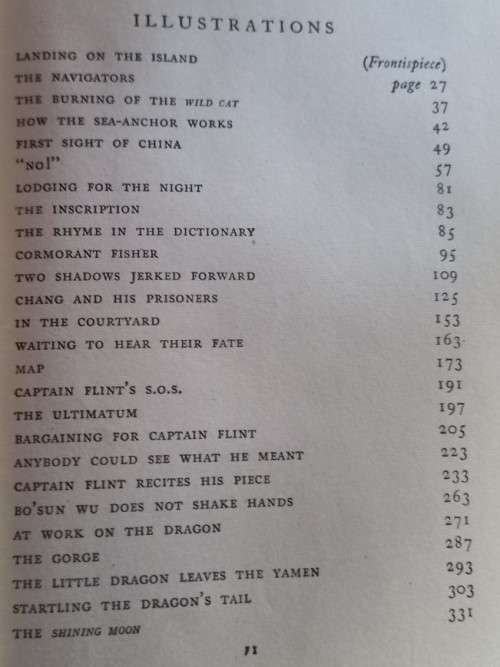 ILLUSTRATIONS
LANDING ON THE ISLAND (Frontispiece)
THE NAVIGATORS page 27
THE BURNING OF THE WILD CAT 37
HOW THE SEA-ANCHOR WORKS 42
FIRST SIGHT OF CHINA 49
"NO!" 57
LODGING FOR THE NIGHT 81
THE INSCRIPTION 83
THE RHYME IN THE DICTIONARY 85
CORMORANT FISHER 95
TWO SHADOWS JERKED FORWARD 109
CHANG AND HIS PRISONERS 125
IN THE COURTYARD 153
WAITING TO HEAR THEIR FATE 163
MAP 173
CAPTAIN FLINT'S S.O.S. 191
THE ULTIMATUM 197
BARGAINING FOR CAPTAIN FLINT 205
ANYBODY COULD SEE WHAT HE MEANT 223
CAPTAIN FLINT RECITES HIS PIECE 233
BO'SUN WU DOES NOT SHAKE HANDS 263
AT WORK ON THE DRAGON 271
THE GORGE 287
THE LITTLE DRAGON LEAVES THE YAMEN 293
STARTLING THE DRAGON'S TAIL 303
THE SHINING MOON 331
11